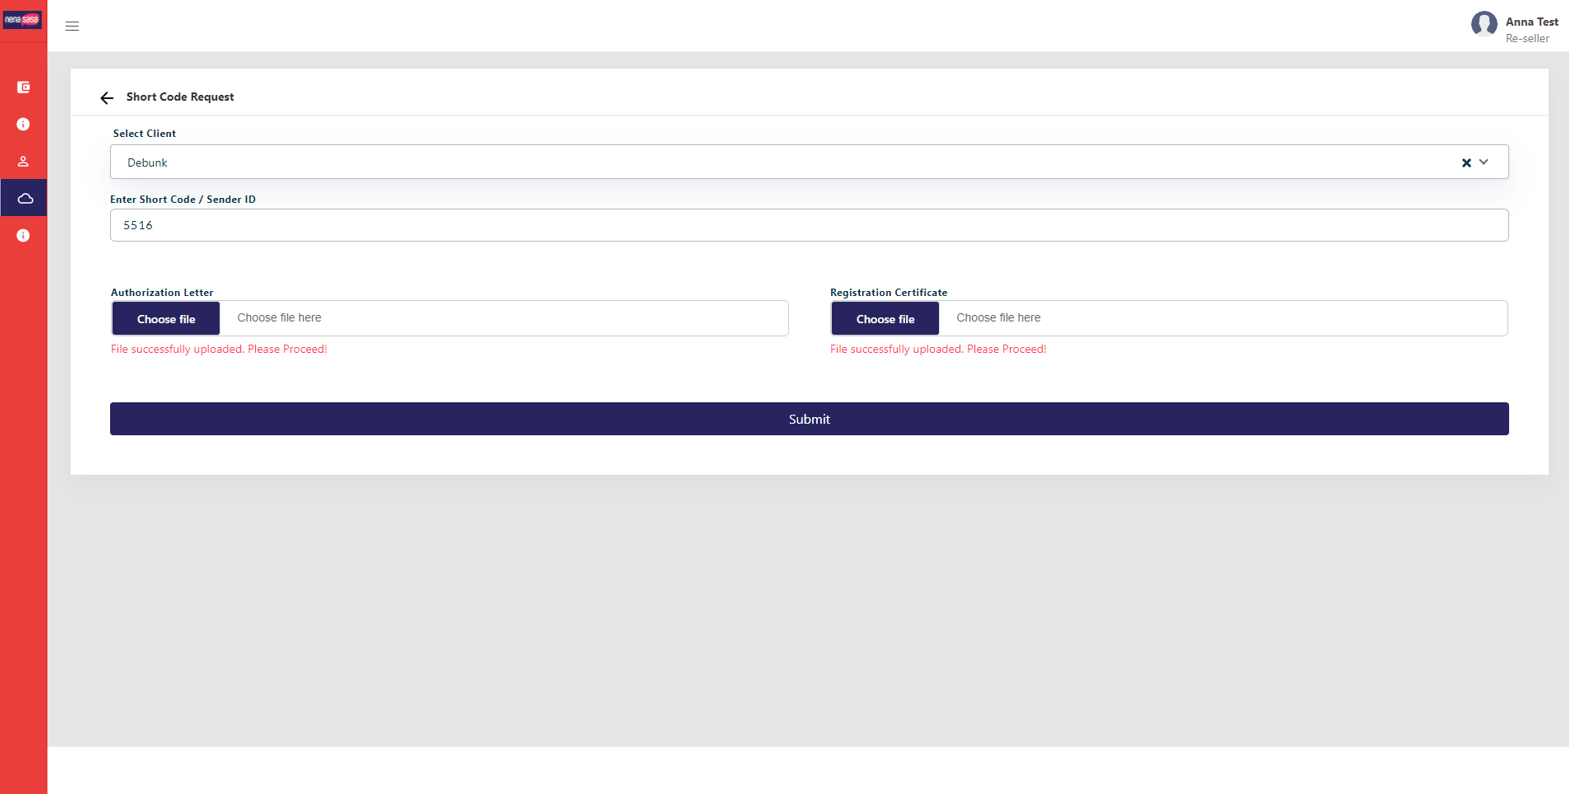 nena sasa
Anna Test
Re-seller
Short Code Request
Select Client
Debunk
Enter Short Code / Sender ID
5516
Authorization Letter
Registration Certificate
Choose file
Choose file here
Choose file
Choose file here
File successfully uploaded. Please Proceed!
File successfully uploaded. Please Proceed!
Submit